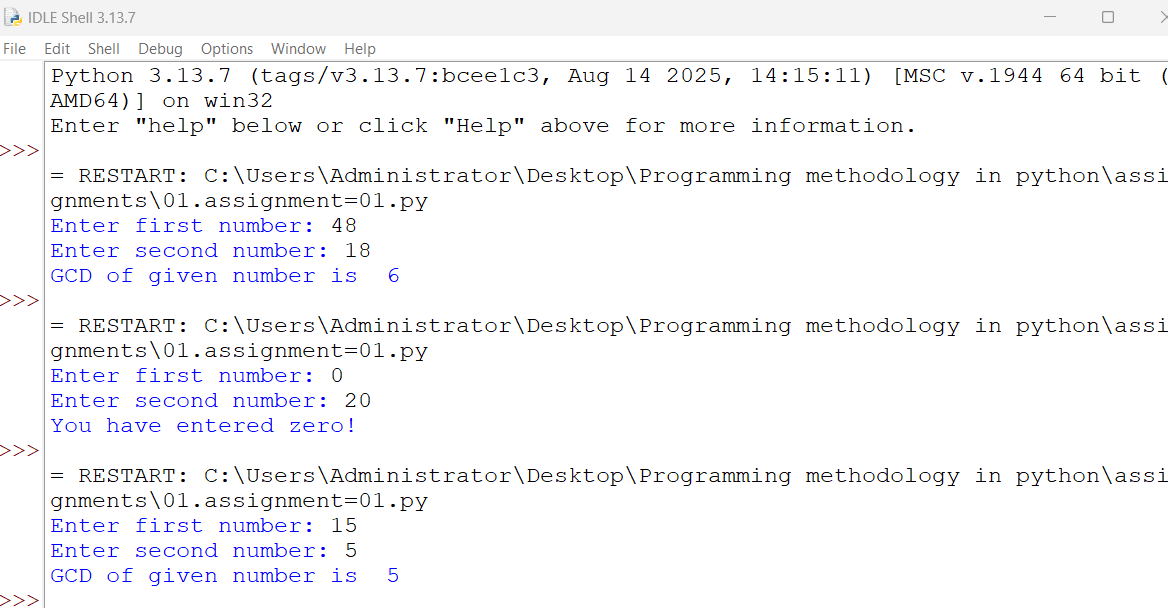 IDLE Shell 3.13.7
File Edit Shell Debug Options Window Help
Python 3.13.7 (tags/v3.13.7:bcee1c3, Aug 14 2025, 14:15:11) [MSC v.1944 64 bit (
AMD64)] on win32
Enter "help" below or click "Help" above for more information.
>>>
= RESTART: C:\Users\Administrator\Desktop\Programming methodology in python\assi
gnments\01.assignment=01.py
Enter first number: 48
Enter second number: 18
GCD of given number is  6
>>>
= RESTART: C:\Users\Administrator\Desktop\Programming methodology in python\assi
gnments\01.assignment=01.py
Enter first number: 0
Enter second number: 20
You have entered zero!
>>>
= RESTART: C:\Users\Administrator\Desktop\Programming methodology in python\assi
gnments\01.assignment=01.py
Enter first number: 15
Enter second number: 5
GCD of given number is  5
>>>